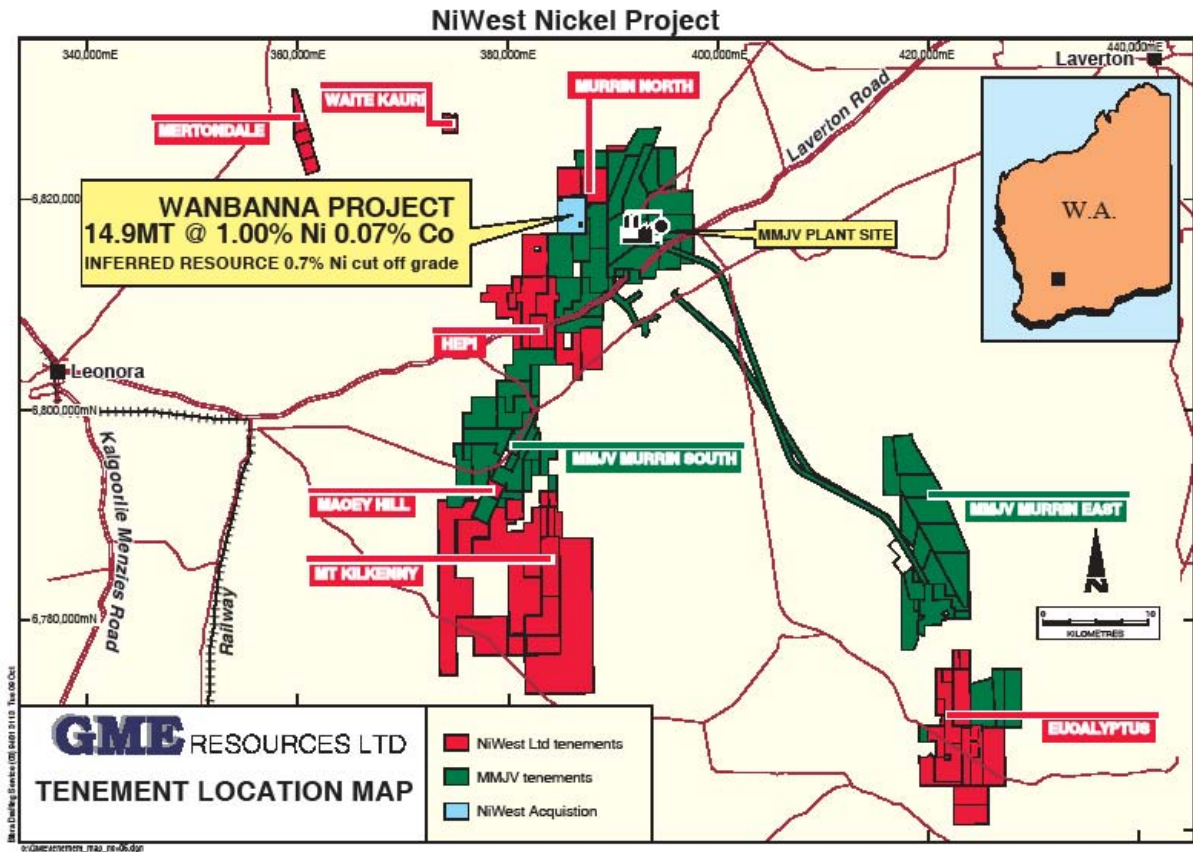 NiWest Nickel Project
340,000mE
360,000mE
380,000mE
400,000mE
420,000mE
440,000mE
Laverton
WAITE KAURI
MURRIN NORTH
MERTONDALE
Laverton Road
6,820,000mN
WANBANNA PROJECT
14.9MT @ 1.00% Ni 0.07% Co
INFERRED RESOURCE 0.7% Ni cut off grade
MMJV PLANT SITE
W.A.
HEPI
Leonora
6,800,000mN
Kalgoorlie Menzies Road
Railway
MMJV MURRIN SOUTH
MAOEY HILL
MMJV MURRIN EAST
MT KILKENNY
N
0 10
KILOMETRES
6,780,000mN
EUOALYPTUS
GME RESOURCES LTD
TENEMENT LOCATION MAP
NiWest Ltd tenements
MMJV tenements
NiWest Acquistion